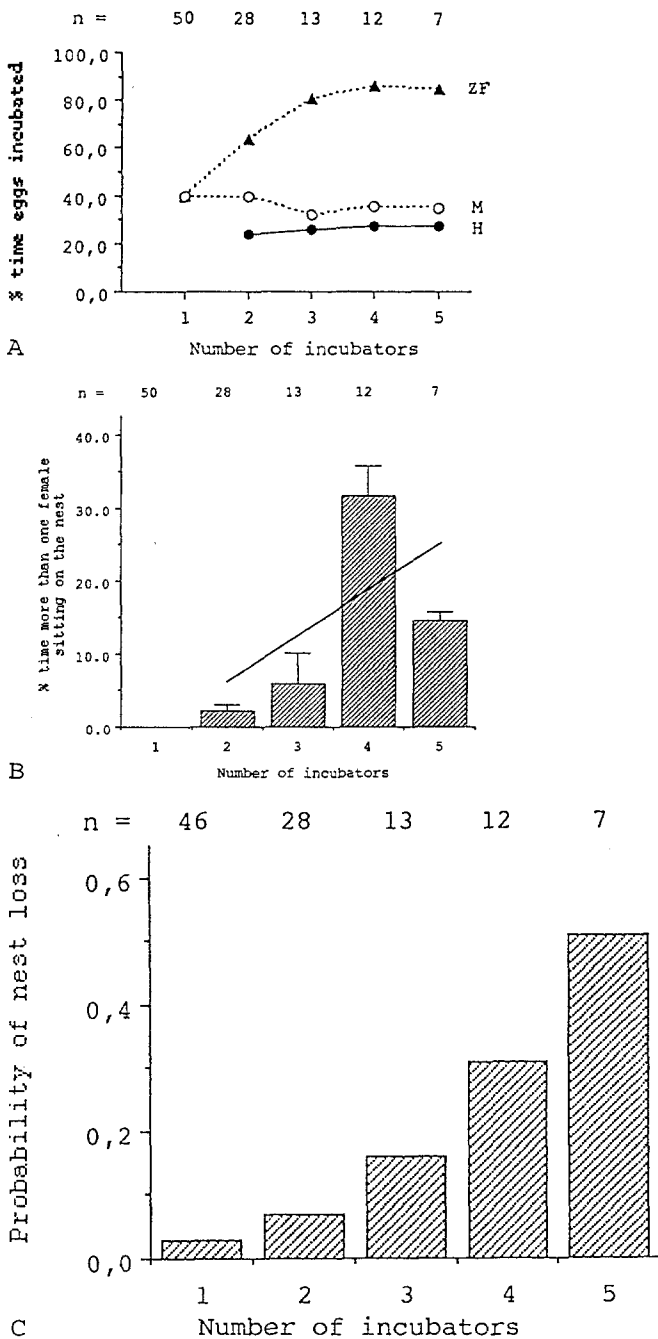 n = 50 28 13 12 7
% time eggs incubated
100,0
80,0
60,0
40,0
20,0
0,0
ZF
M
H
1 2 3 4 5
A
Number of incubators
n = 50 28 13 12 7
% time more than one female
sitting on the nest
40.0
30.0
20.0
10.0
0.0
1 2 3 4 5
B
Number of incubators
n = 46 28 13 12 7
Probability of nest loss
0,6
0,4
0,2
0,0
1 2 3 4 5
C
Number of incubators